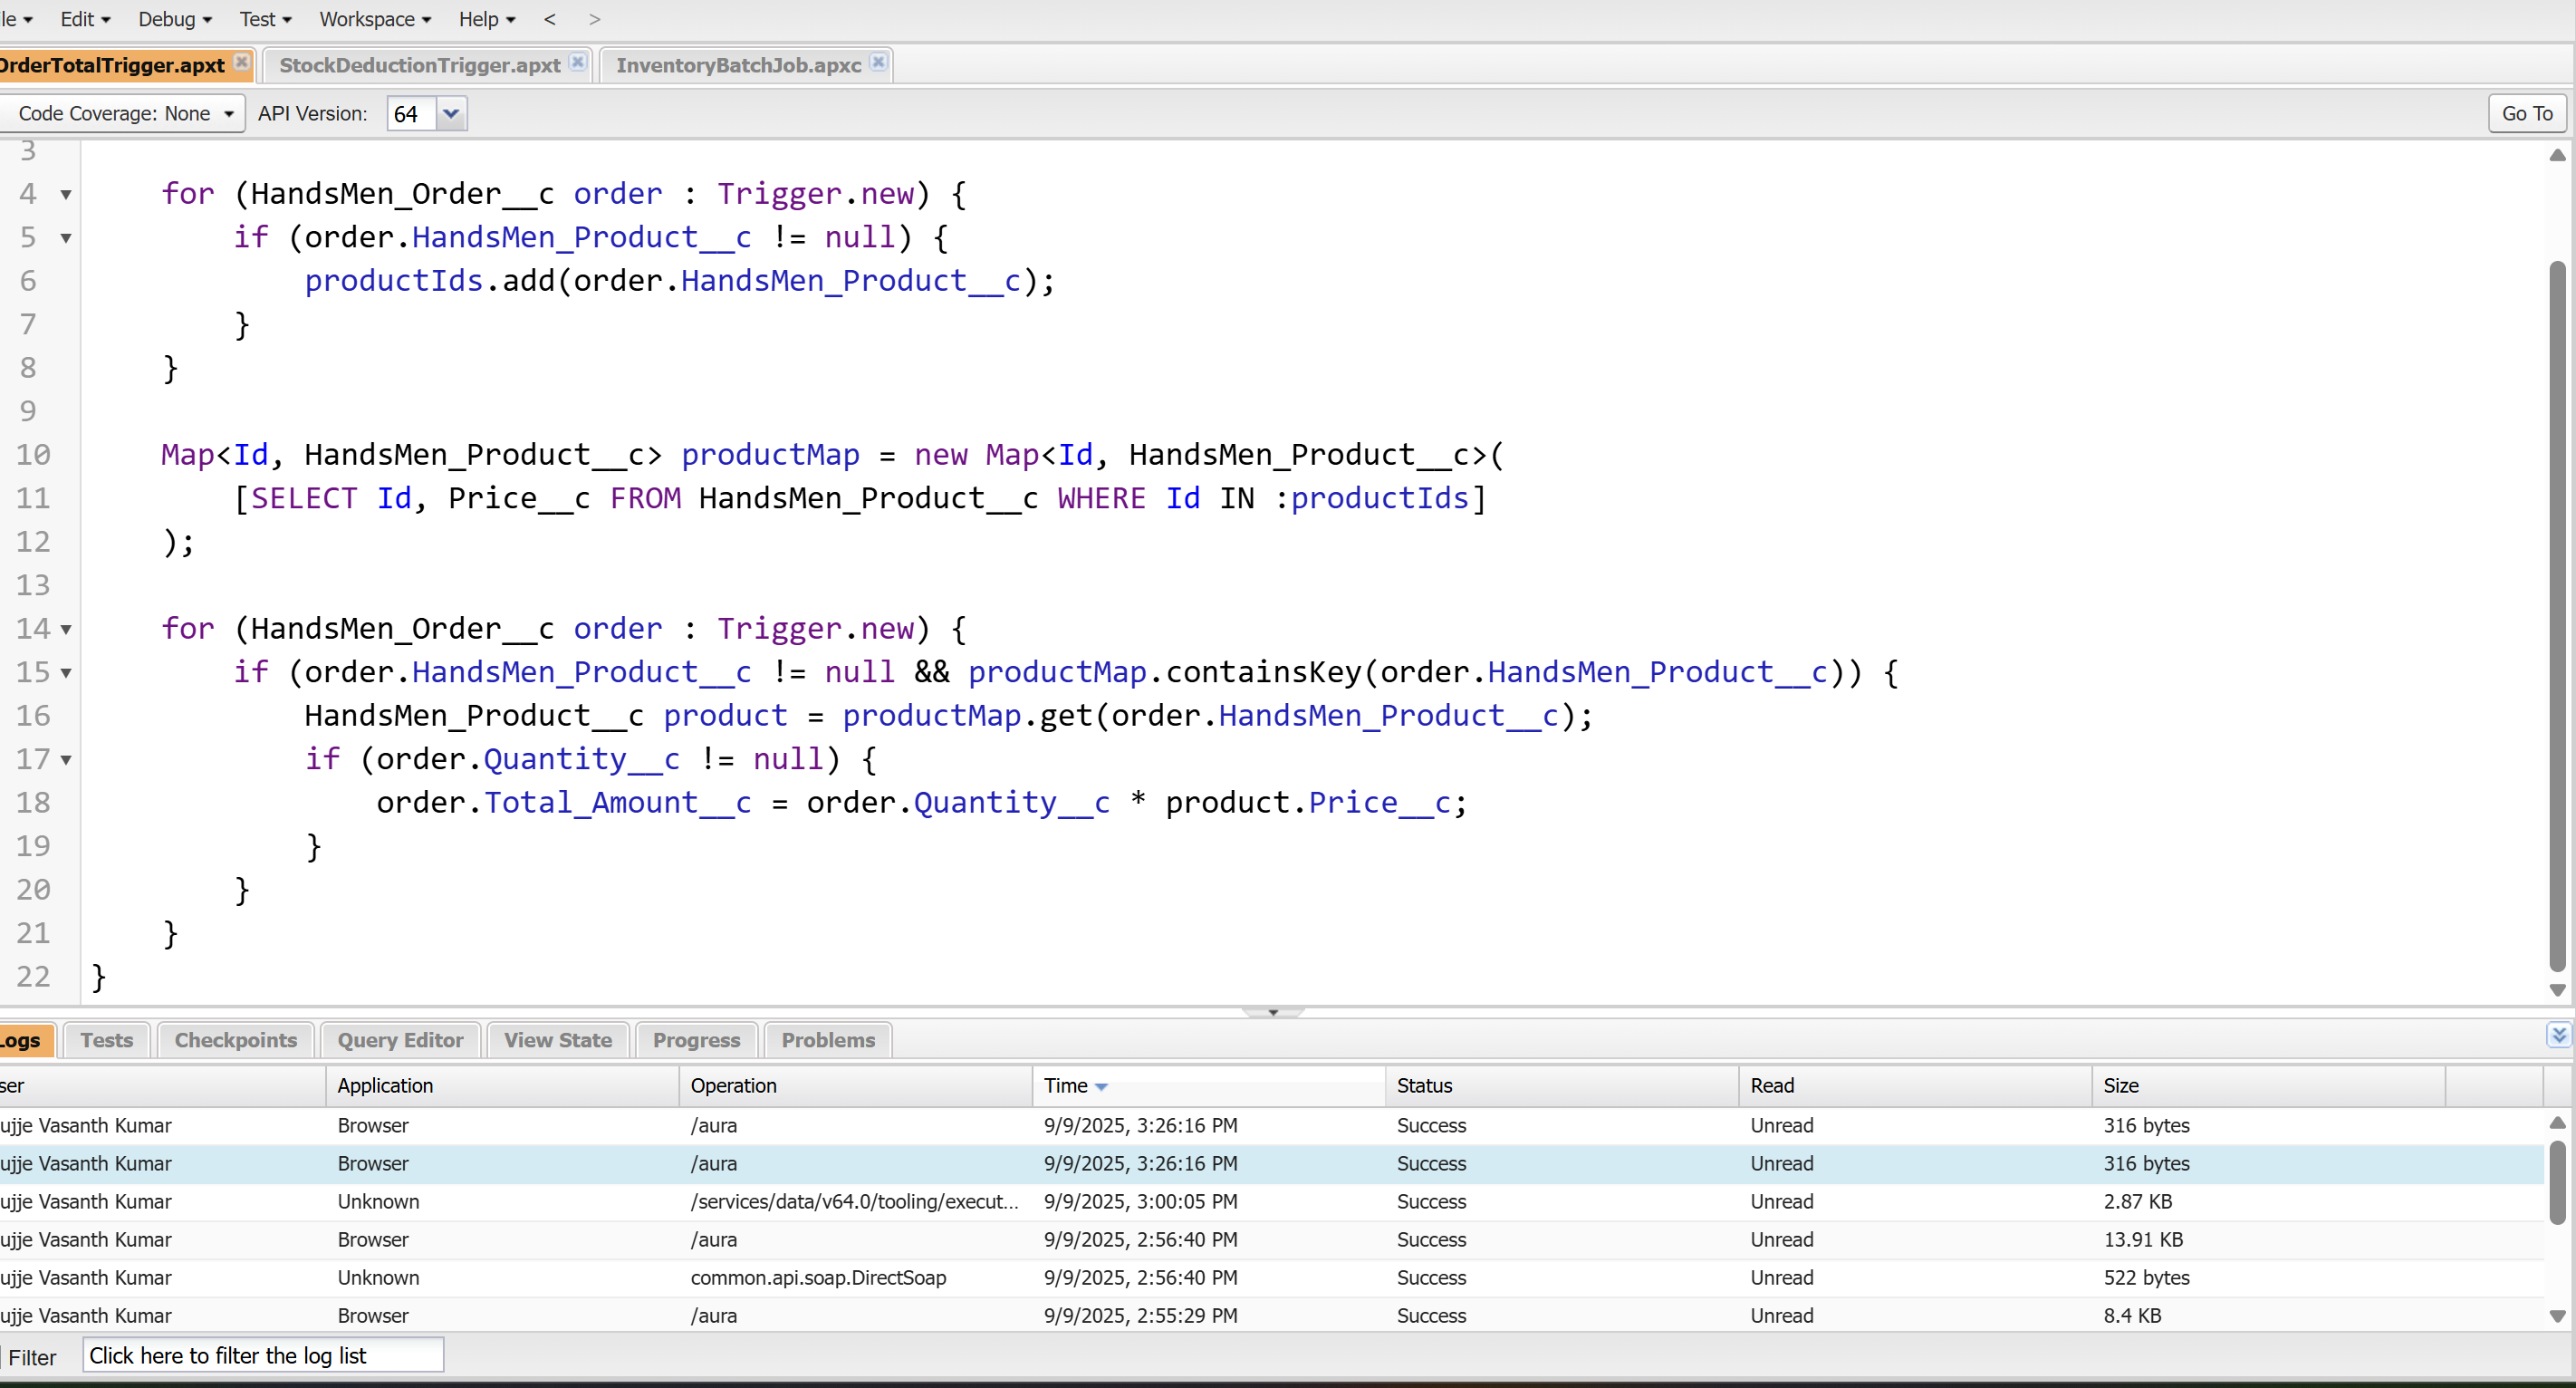 le Edit Debug Test Workspace Help < >
OrderTotalTrigger.apxt StockDeductionTrigger.apxt InventoryBatchJob.apxc
Code Coverage: None API Version: 64 Go To
3
4 for (HandsMen_Order__c order : Trigger.new) {
5 if (order.HandsMen_Product__c != null) {
6 productIds.add(order.HandsMen_Product__c);
7 }
8 }
9
10 Map<Id, HandsMen_Product__c> productMap = new Map<Id, HandsMen_Product__c>(
11 [SELECT Id, Price__c FROM HandsMen_Product__c WHERE Id IN :productIds]
12 );
13
14 for (HandsMen_Order__c order : Trigger.new) {
15 if (order.HandsMen_Product__c != null && productMap.containsKey(order.HandsMen_Product__c)) {
16 HandsMen_Product__c product = productMap.get(order.HandsMen_Product__c);
17 if (order.Quantity__c != null) {
18 order.Total_Amount__c = order.Quantity__c * product.Price__c;
19 }
20 }
21 }
22 }
Logs Tests Checkpoints Query Editor View State Progress Problems
ser Application Operation Time Status Read Size
ujje Vasanth Kumar Browser /aura 9/9/2025, 3:26:16 PM Success Unread 316 bytes
ujje Vasanth Kumar Browser /aura 9/9/2025, 3:26:16 PM Success Unread 316 bytes
ujje Vasanth Kumar Unknown /services/data/v64.0/tooling/execut... 9/9/2025, 3:00:05 PM Success Unread 2.87 KB
ujje Vasanth Kumar Browser /aura 9/9/2025, 2:56:40 PM Success Unread 13.91 KB
ujje Vasanth Kumar Unknown common.api.soap.DirectSoap 9/9/2025, 2:56:40 PM Success Unread 522 bytes
ujje Vasanth Kumar Browser /aura 9/9/2025, 2:55:29 PM Success Unread 8.4 KB
Filter Click here to filter the log list